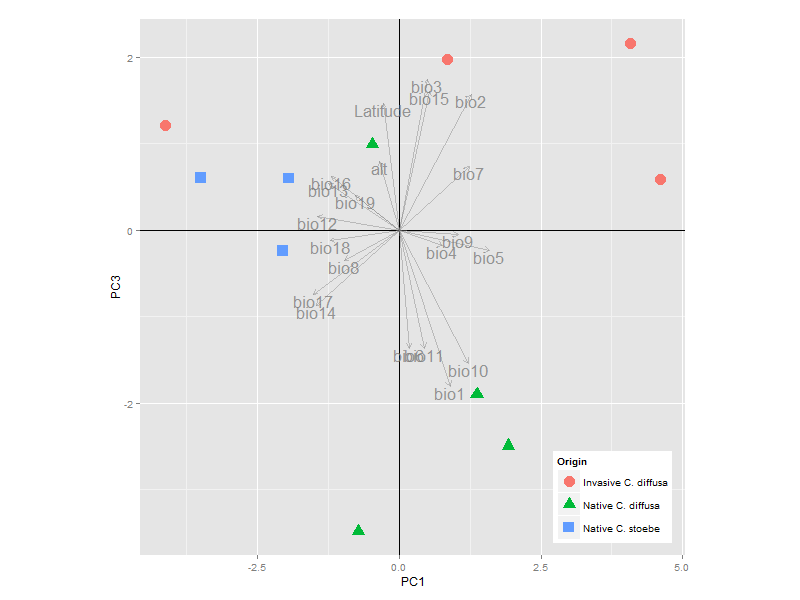 2
bio3
bio15
bio2
Latitude
alt
bio7
bio16
bio13
bio19
bio12
0
bio9
bio18
bio4
bio5
bio8
PC3
bio17
bio14
bio11
bio10
bio1
-2
Origin
Invasive C. diffusa
Native C. diffusa
Native C. stoebe
-2.5 0.0 2.5 5.0
PC1